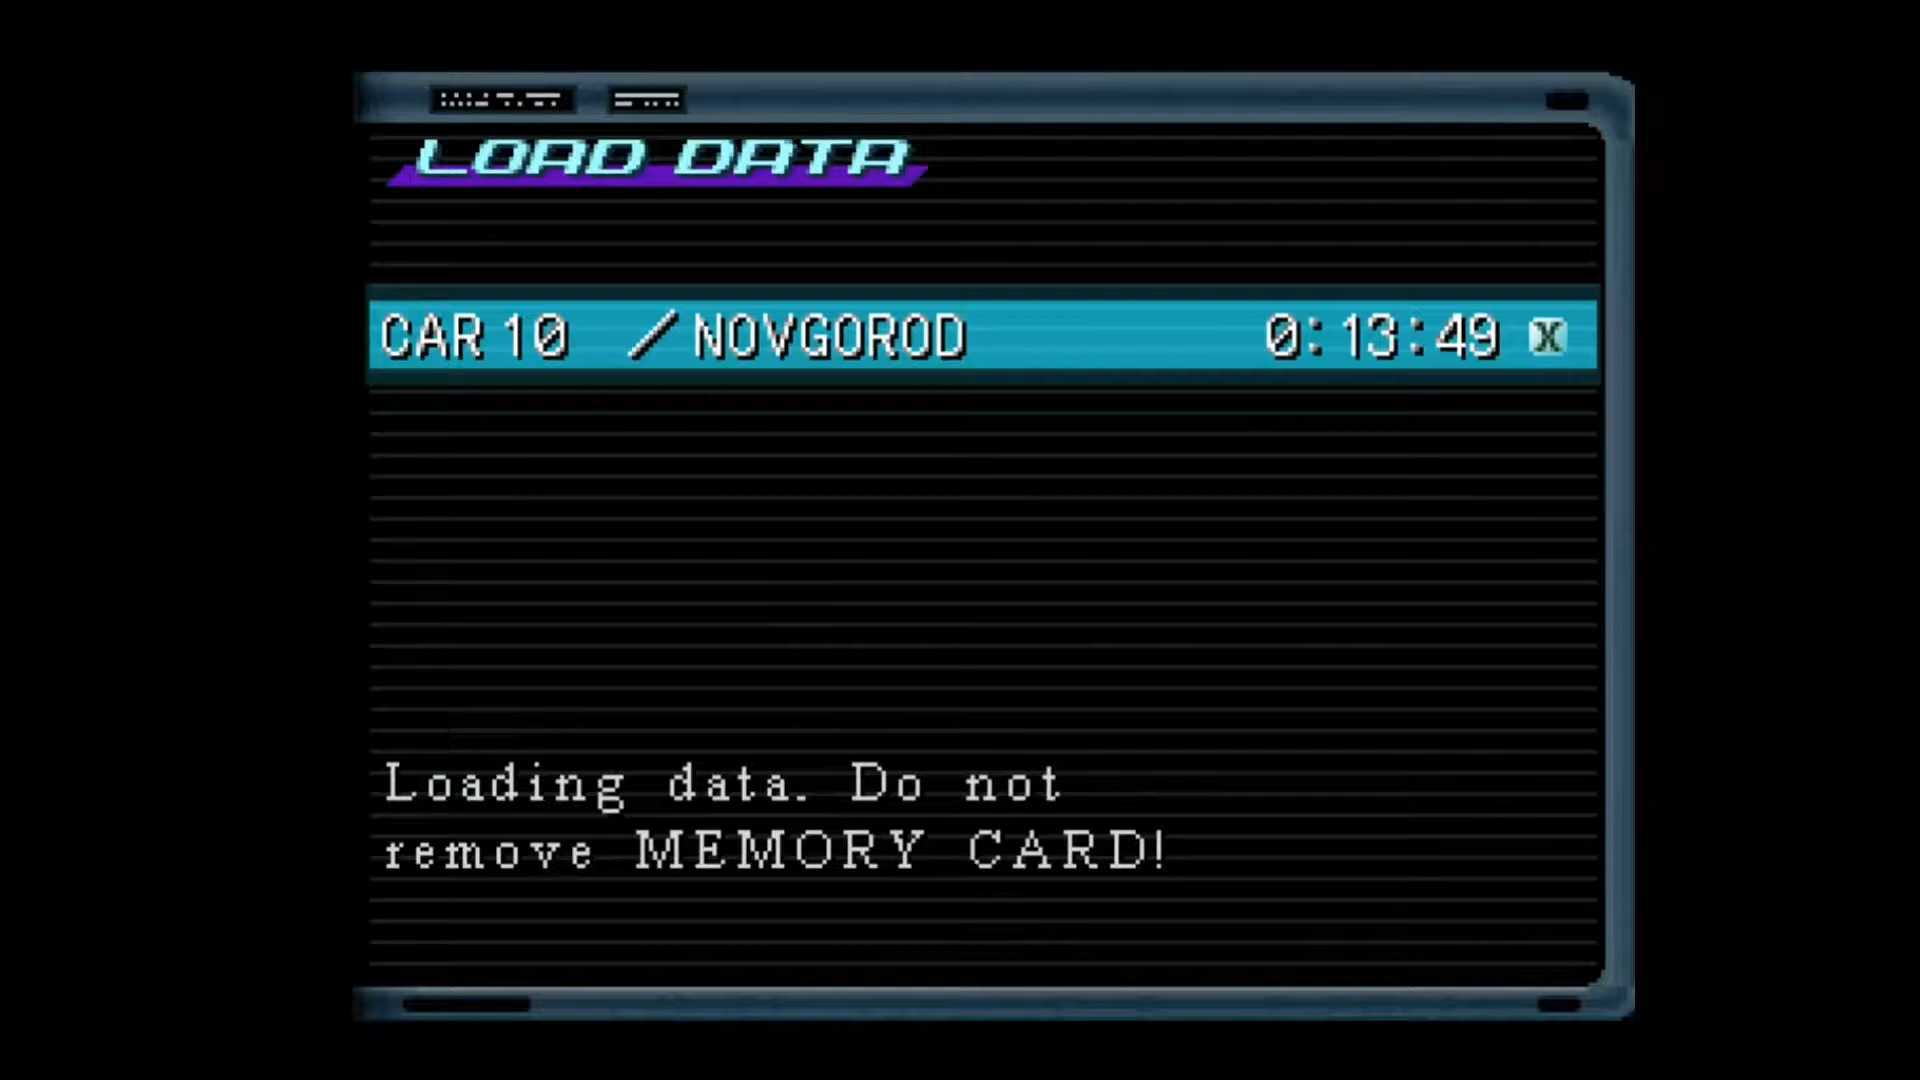 LOAD DATA
CAR 10 / NOVGOROD 0:13:49 X
Loading data. Do not
remove MEMORY CARD!